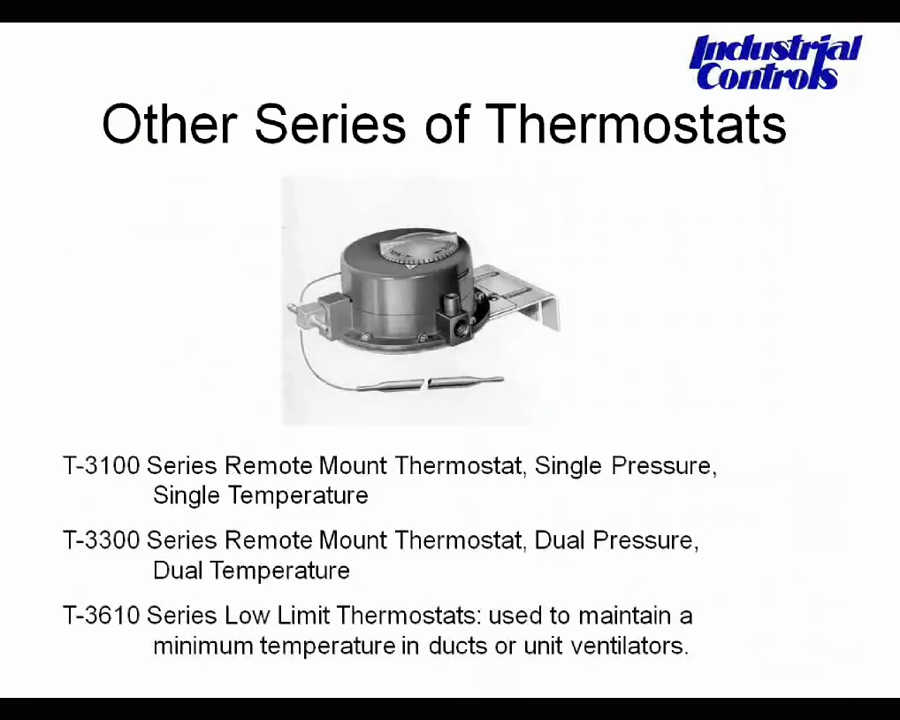 Industrial
Controls
Other Series of Thermostats
T-3100 Series Remote Mount Thermostat, Single Pressure,
Single Temperature
T-3300 Series Remote Mount Thermostat, Dual Pressure,
Dual Temperature
T-3610 Series Low Limit Thermostats: used to maintain a
minimum temperature in ducts or unit ventilators.